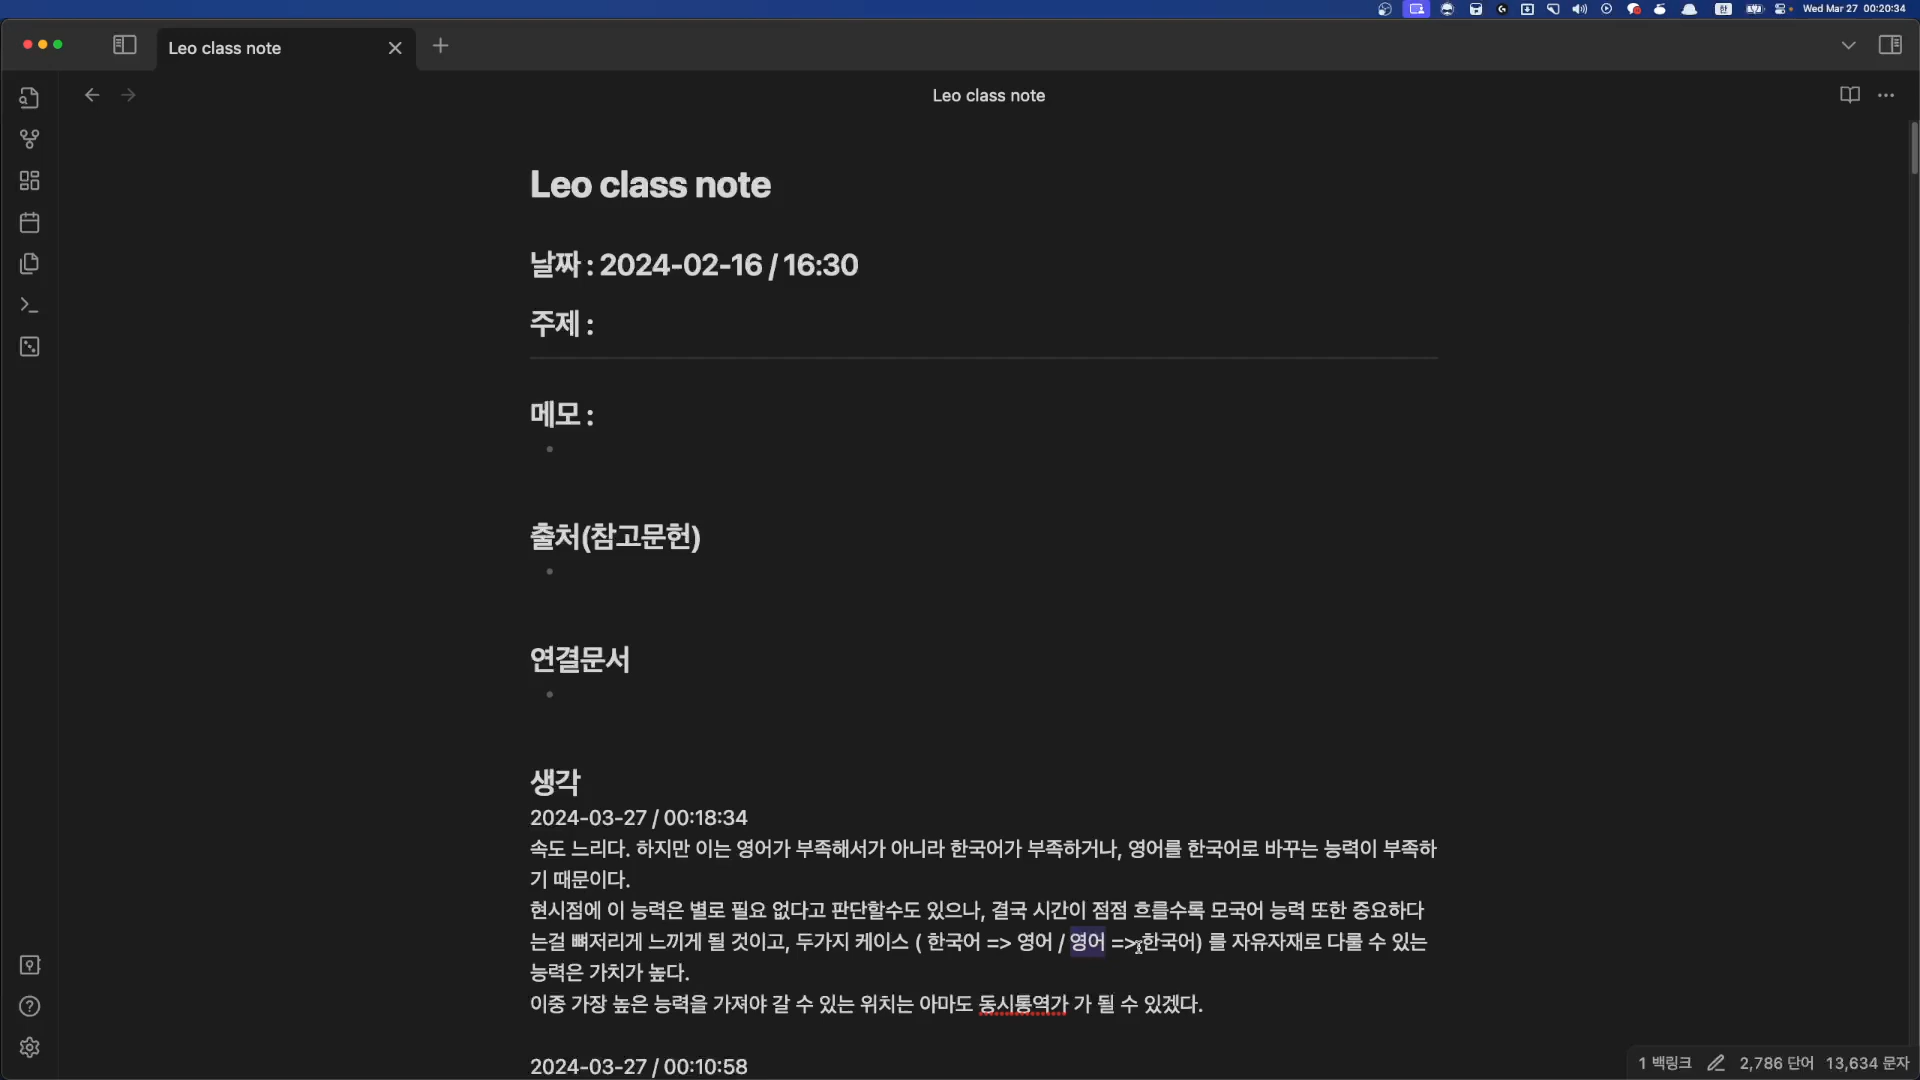 Wed Mar 27 00:20:34
Leo class note
Leo class note
Leo class note
날짜 : 2024-02-16 / 16:30
주제 :
메모 :
출처(참고문헌)
연결문서
생각
2024-03-27 / 00:18:34
속도 느리다. 하지만 이는 영어가 부족해서가 아니라 한국어가 부족하거나, 영어를 한국어로 바꾸는 능력이 부족하
기 때문이다.
현시점에 이 능력은 별로 필요 없다고 판단할수도 있으나, 결국 시간이 점점 흐를수록 모국어 능력 또한 중요하다
는걸 뼈저리게 느끼게 될 것이고, 두가지 케이스 ( 한국어 => 영어 / 영어 => 한국어) 를 자유자재로 다룰 수 있는
능력은 가치가 높다.
이중 가장 높은 능력을 가져야 갈 수 있는 위치는 아마도 동시통역가 가 될 수 있겠다.
2024-03-27 / 00:10:58
1 백링크 2,786 단어 13,634 문자